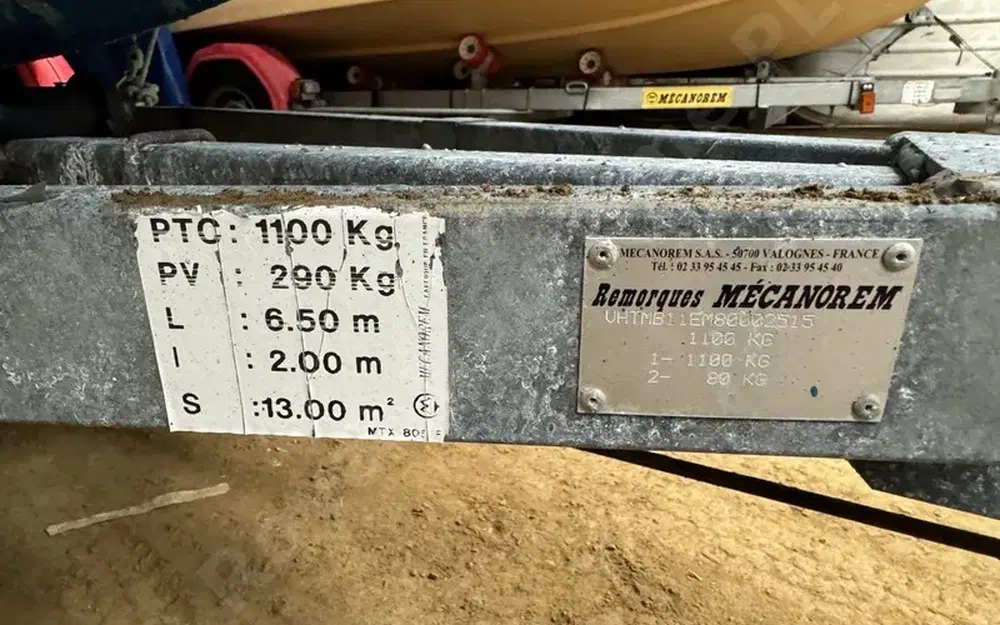 MECANOREM
PTC: 1100 Kg
PV : 290 Kg
L : 6.50 m
l : 2.00 m
S :13.00 m²
MTX 805
MECANOREM
MECANOREM S.A.S. - 50700 VALOGNES - FRANCE
Tél. : 02 33 95 45 45 - Fax : 02 33 95 45 40
Remorques MÉCANOREM
VHTMB11EM80002515
1100 KG
1- 1100 KG
2- 80 KG